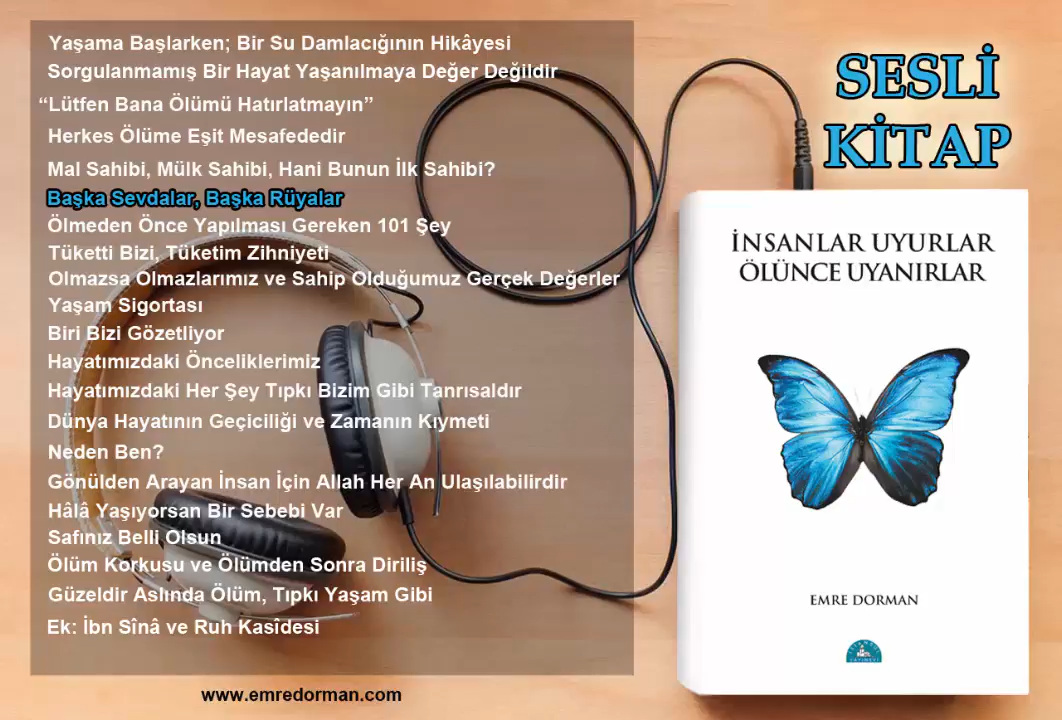 Yaşama Başlarken; Bir Su Damlacığının Hikâyesi
Sorgulanmamış Bir Hayat Yaşanılmaya Değer Değildir
“Lütfen Bana Ölümü Hatırlatmayın”
Herkes Ölüme Eşit Mesafededir
Mal Sahibi, Mülk Sahibi, Hani Bunun İlk Sahibi?
Başka Sevdalar, Başka Rüyalar
Ölmeden Önce Yapılması Gereken 101 Şey
Tüketti Bizi, Tüketim Zihniyeti
Olmazsa Olmazlarımız ve Sahip Olduğumuz Gerçek Değerler
Yaşam Sigortası
Biri Bizi Gözetliyor
Hayatımızdaki Önceliklerimiz
Hayatımızdaki Her Şey Tıpkı Bizim Gibi Tanrısaldır
Dünya Hayatının Geçiciliği ve Zamanın Kıymeti
Neden Ben?
Gönülden Arayan İnsan İçin Allah Her An Ulaşılabilirdir
Hâlâ Yaşıyorsan Bir Sebebi Var
Safınız Belli Olsun
Ölüm Korkusu ve Ölümden Sonra Diriliş
Güzeldir Aslında Ölüm, Tıpkı Yaşam Gibi
Ek: İbn Sînâ ve Ruh Kasîdesi
www.emredorman.com
SESLİ
KİTAP
İNSANLAR UYURLAR
ÖLÜNCE UYANIRLAR
EMRE DORMAN